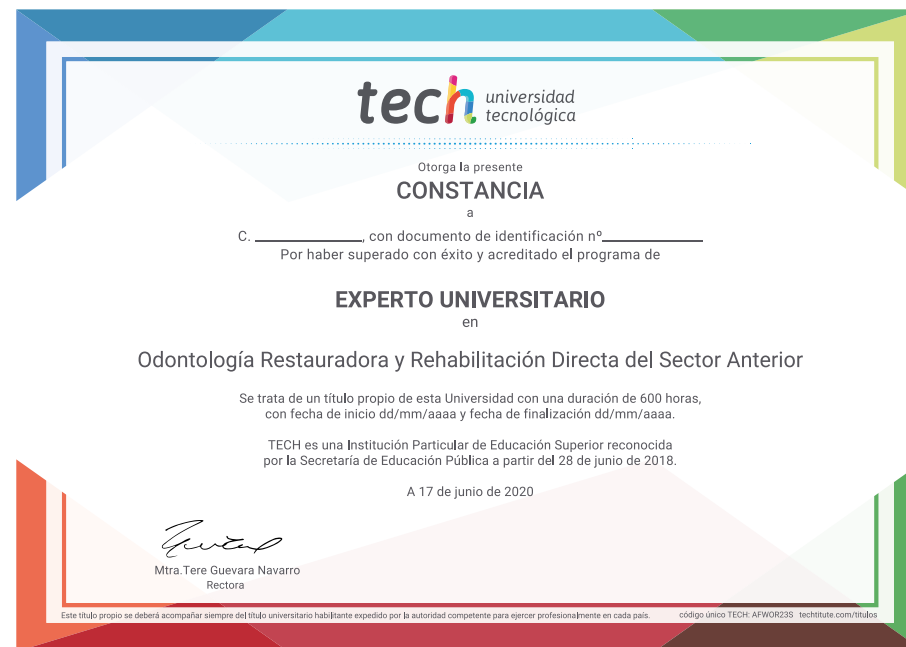 tech universidad
tecnológica
Otorga la presente
CONSTANCIA
a
C. ____________, con documento de identificación nº____________
Por haber superado con éxito y acreditado el programa de
EXPERTO UNIVERSITARIO
en
Odontología Restauradora y Rehabilitación Directa del Sector Anterior
Se trata de un título propio de esta Universidad con una duración de 600 horas,
con fecha de inicio dd/mm/aaaa y fecha de finalización dd/mm/aaaa.
TECH es una Institución Particular de Educación Superior reconocida
por la Secretaría de Educación Pública a partir del 28 de junio de 2018.
A 17 de junio de 2020
Mtra.Tere Guevara Navarro
Rectora
Este título propio se deberá acompañar siempre del título universitario habilitante expedido por la autoridad competente para ejercer profesionalmente en cada país. código único TECH: AFWOR23S techtitute.com/titulos